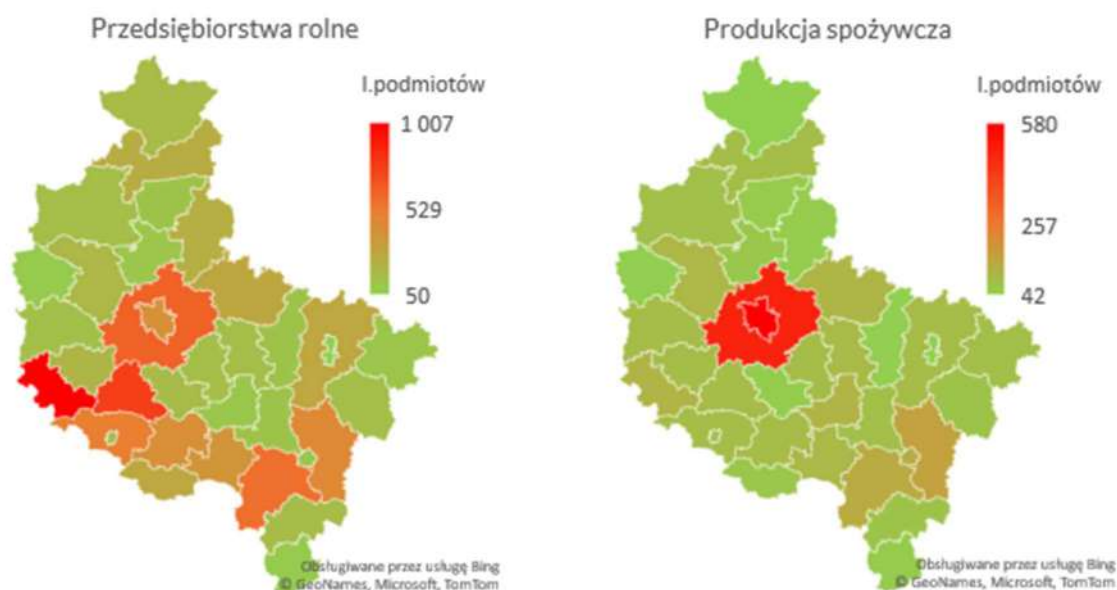 Przedsiębiorstwa rolne
l.podmiotów
1 007
529
50
Obsługiwane przez usługę Bing
© GeoNames, Microsoft, TomTom
Produkcja spożywcza
l.podmiotów
580
257
42
Obsługiwane przez usługę Bing
© GeoNames, Microsoft, TomTom